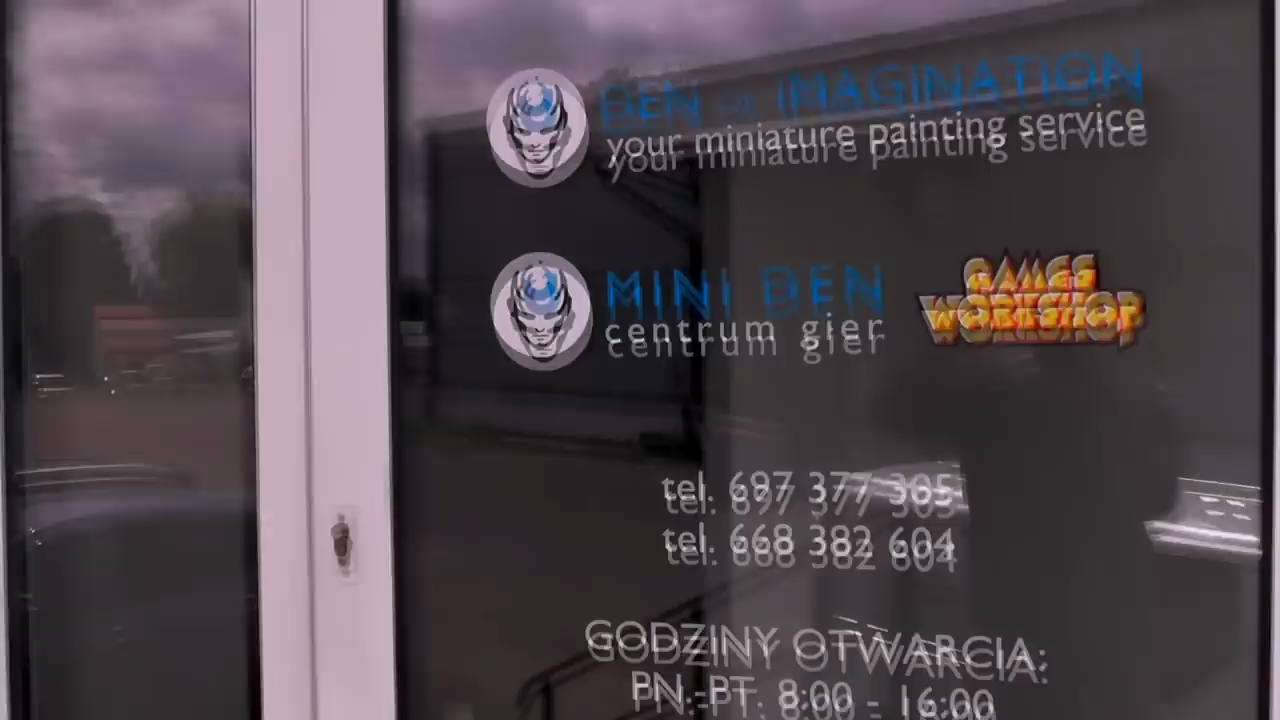 DEN OF IMAGINATION
your miniature painting service
MINI DEN
centrum gier
GAMES
WORKSHOP
tel. 697 377 305
tel. 668 382 604
GODZINY OTWARCIA:
PN.-PT. 8:00 - 16:00